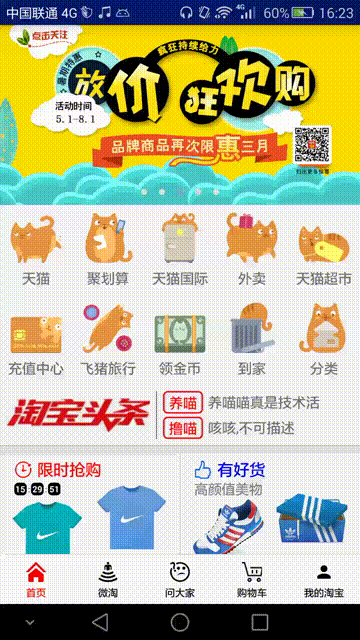 中国联通 4G 4G 60% 16:23
点击关注
疯狂持续给力
暑期特惠
放价狂欢购
活动时间
5.1-8.1
品牌商品再次限惠三月
天猫 聚划算 天猫国际 外卖 天猫超市
充值中心 飞猪旅行 领金币 到家 分类
淘宝头条
养喵 养喵喵真是技术活
撸喵 咳咳,不可描述
限时抢购
15:29:51
有好货
高颜值美物
首页 微淘 问大家 购物车 我的淘宝